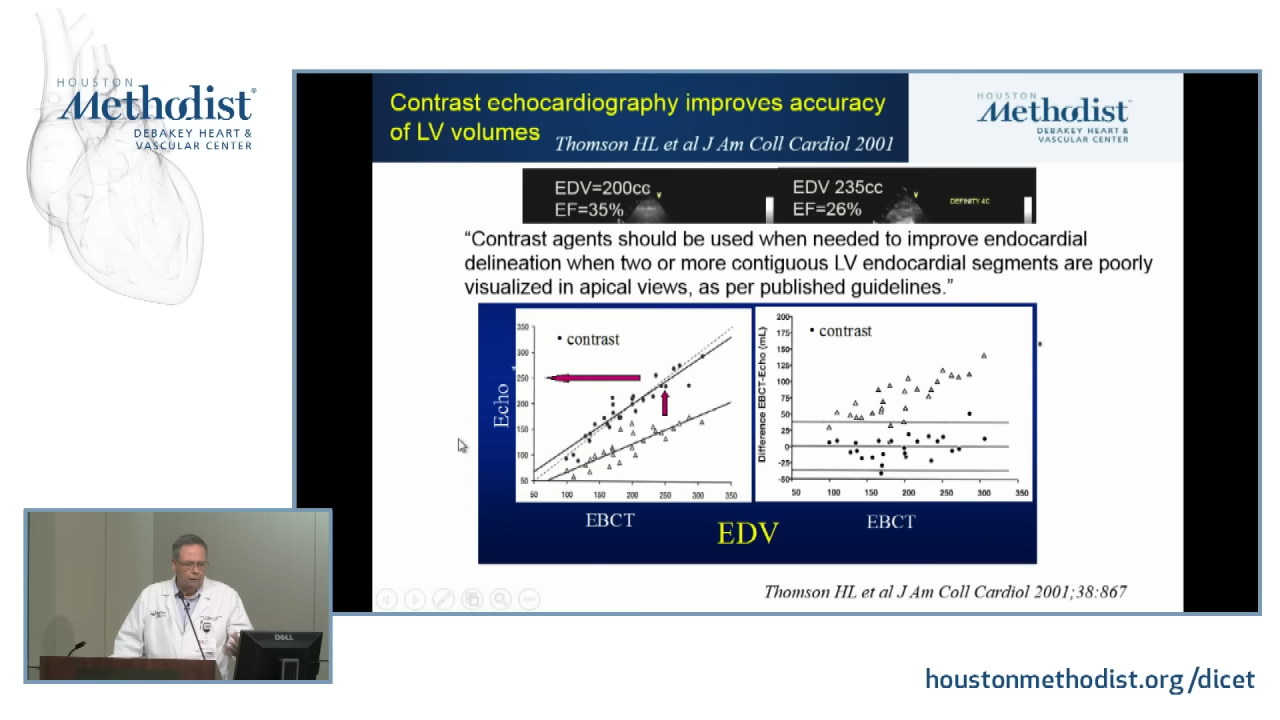 HOUSTON
Methodist®
DEBAKEY HEART &
VASCULAR CENTER
Contrast echocardiography improves accuracy
of LV volumes
Thomson HL et al J Am Coll Cardiol 2001
HOUSTON
Methodist
DEBAKEY HEART &
VASCULAR CENTER
EDV=200cc
EF=35%
EDV 235cc
EF=26%
DEFINITY 4C
“Contrast agents should be used when needed to improve endocardial
delineation when two or more contiguous LV endocardial segments are poorly
visualized in apical views, as per published guidelines.”
Echo
350
300
250
200
150
100
50
• contrast
50 100 150 200 250 300 350
EBCT
Difference EBCT-Echo (mL)
200
175
150
125
100
75
50
25
0
-25
-50
• contrast
50 100 150 200 250 300 350
EBCT
EDV
Thomson HL et al J Am Coll Cardiol 2001;38:867
DELL
houstonmethodist.org/dicet